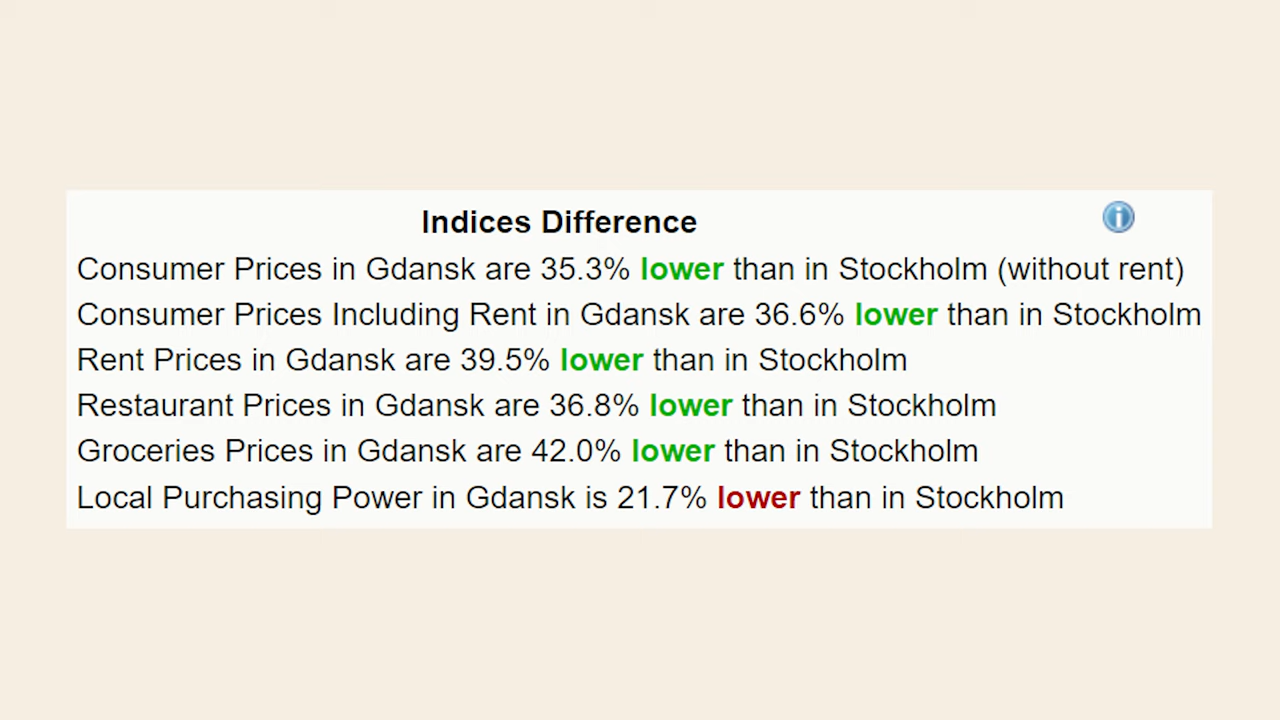 Indices Difference
Consumer Prices in Gdansk are 35.3% lower than in Stockholm (without rent)
Consumer Prices Including Rent in Gdansk are 36.6% lower than in Stockholm
Rent Prices in Gdansk are 39.5% lower than in Stockholm
Restaurant Prices in Gdansk are 36.8% lower than in Stockholm
Groceries Prices in Gdansk are 42.0% lower than in Stockholm
Local Purchasing Power in Gdansk is 21.7% lower than in Stockholm